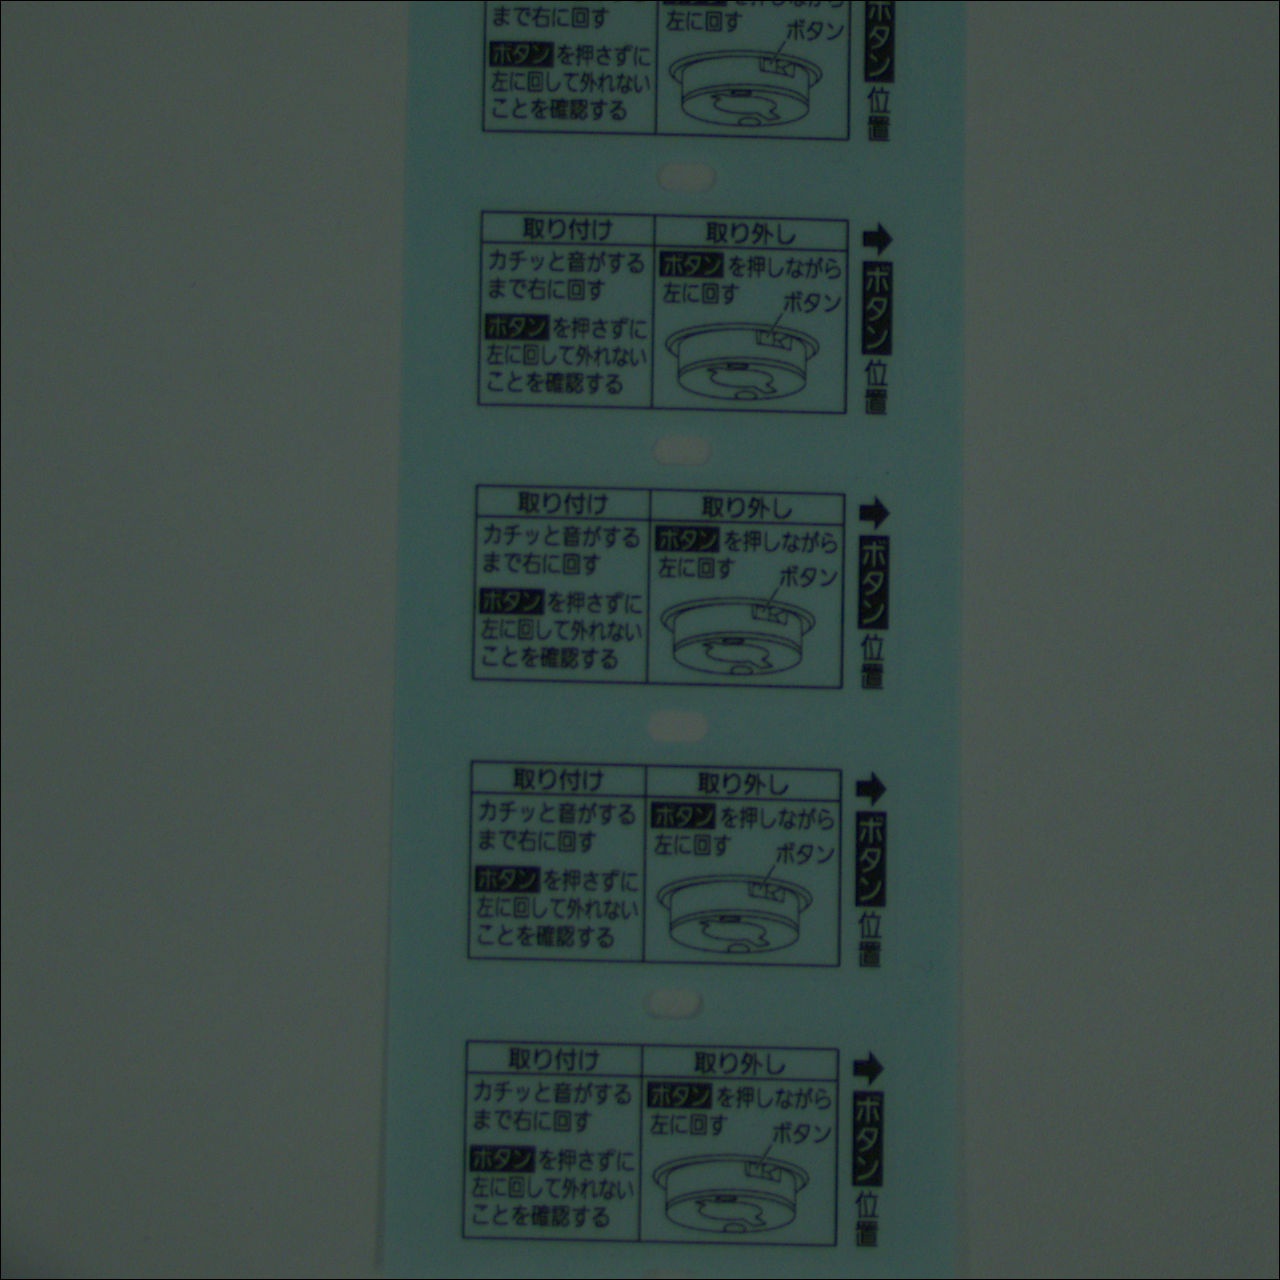 まで右に回す
ボタンを押さずに
左に回して外れない
ことを確認する
左に回す
ボタン
ボタン位置
取り付け
カチッと音がする
まで右に回す
ボタンを押さずに
左に回して外れない
ことを確認する
取り外し
ボタンを押しながら
左に回す
ボタン
➡ボタン位置
取り付け
カチッと音がする
まで右に回す
ボタンを押さずに
左に回して外れない
ことを確認する
取り外し
ボタンを押しながら
左に回す
ボタン
➡ボタン位置
取り付け
カチッと音がする
まで右に回す
ボタンを押さずに
左に回して外れない
ことを確認する
取り外し
ボタンを押しながら
左に回す
ボタン
➡ボタン位置
取り付け
カチッと音がする
まで右に回す
ボタンを押さずに
左に回して外れない
ことを確認する
取り外し
ボタンを押しながら
左に回す
ボタン
➡ボタン位置